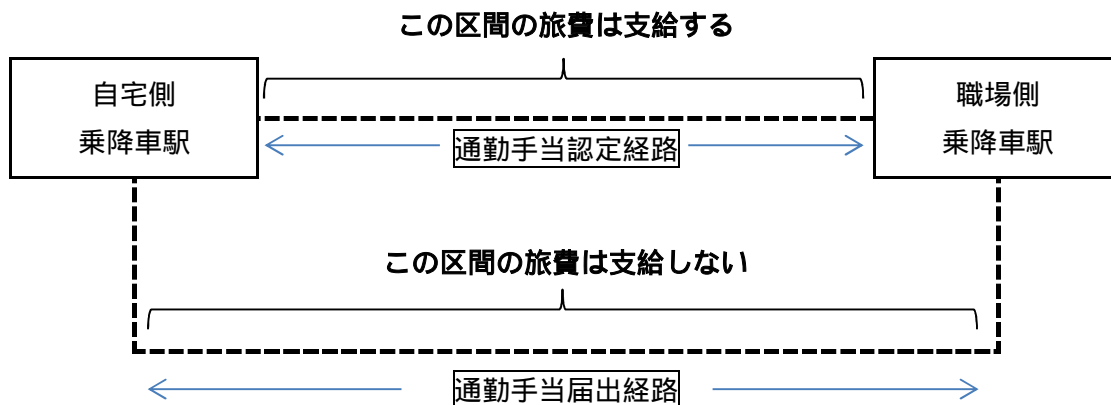 この区間の旅費は支給する
自宅側
乗降車駅
職場側
乗降車駅
通勤手当認定経路
この区間の旅費は支給しない
通勤手当届出経路